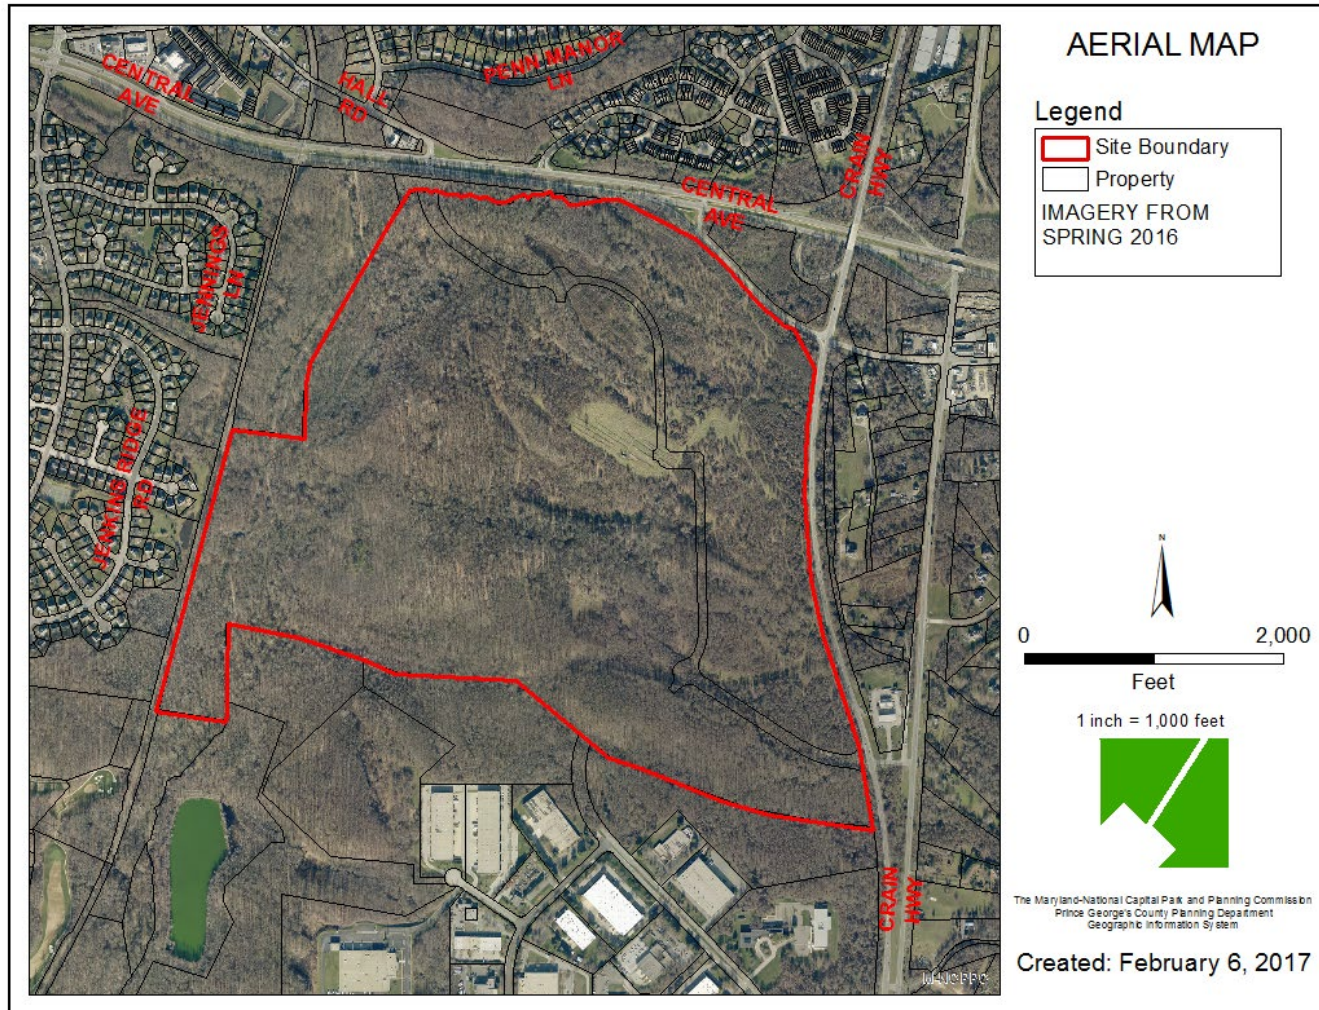 AERIAL MAP
Legend
Site Boundary
Property
IMAGERY FROM
SPRING 2016
CENTRAL
AVE
HALL
RD
PENN MANOR
LN
CENTRAL
AVE
CRAIN
HWY
JENNINGS
LN
JENKINS RIDGE
RD
CRAIN
HWY
N
0 2,000
Feet
1 inch = 1,000 feet
The Maryland-National Capital Park and Planning Commission
Prince George's County Planning Department
Geographic Information System
Created: February 6, 2017
M-NCPPC